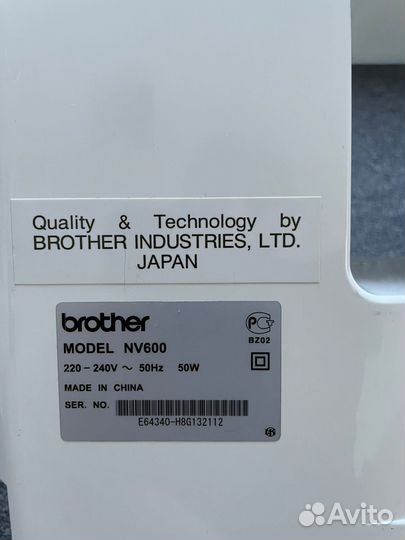 Quality & Technology by
BROTHER INDUSTRIES, LTD.
JAPAN
brother
MODEL NV600
220-240V ~ 50Hz 50W
MADE IN CHINA
SER. NO.
E64340-H8G132112
BZ02
Avito